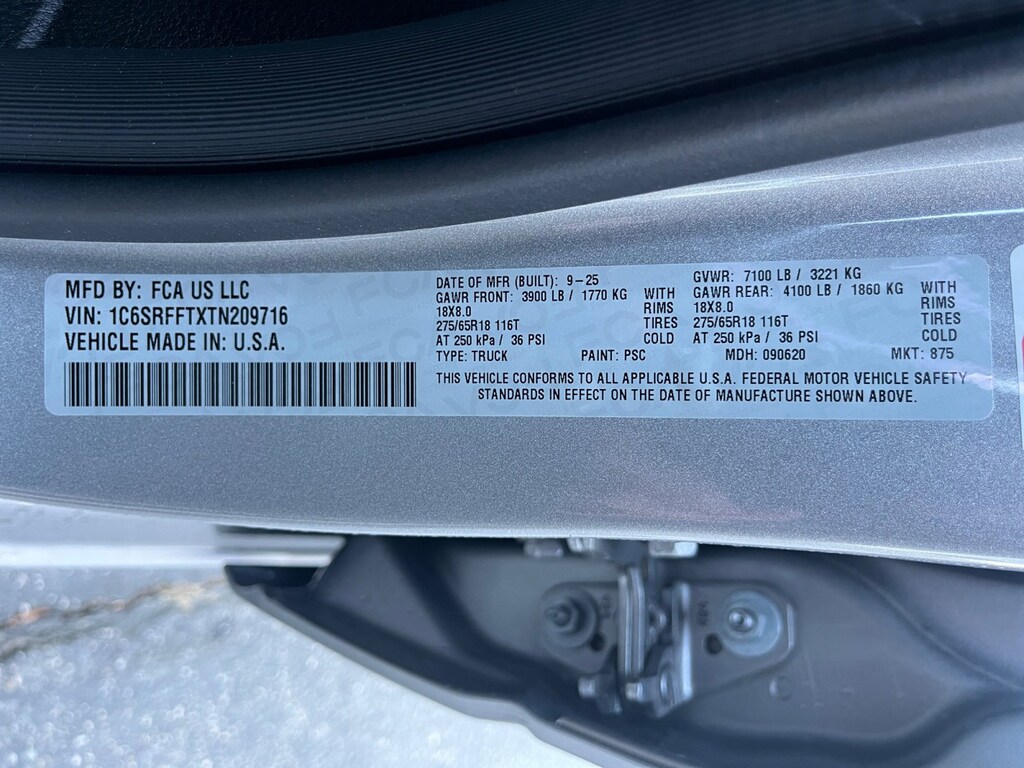 MFD BY: FCA US LLC
VIN: 1C6SRFFTXTN209716
VEHICLE MADE IN: U.S.A.
DATE OF MFR (BUILT): 9-25 GVWR: 7100 LB / 3221 KG
GAWR FRONT: 3900 LB / 1770 KG WITH GAWR REAR: 4100 LB / 1860 KG WITH
18X8.0 RIMS 18X8.0 RIMS
275/65R18 116T TIRES 275/65R18 116T TIRES
AT 250 kPa / 36 PSI COLD AT 250 kPa / 36 PSI COLD
TYPE: TRUCK PAINT: PSC MDH: 090620 MKT: 875
THIS VEHICLE CONFORMS TO ALL APPLICABLE U.S.A. FEDERAL MOTOR VEHICLE SAFETY
STANDARDS IN EFFECT ON THE DATE OF MANUFACTURE SHOWN ABOVE.